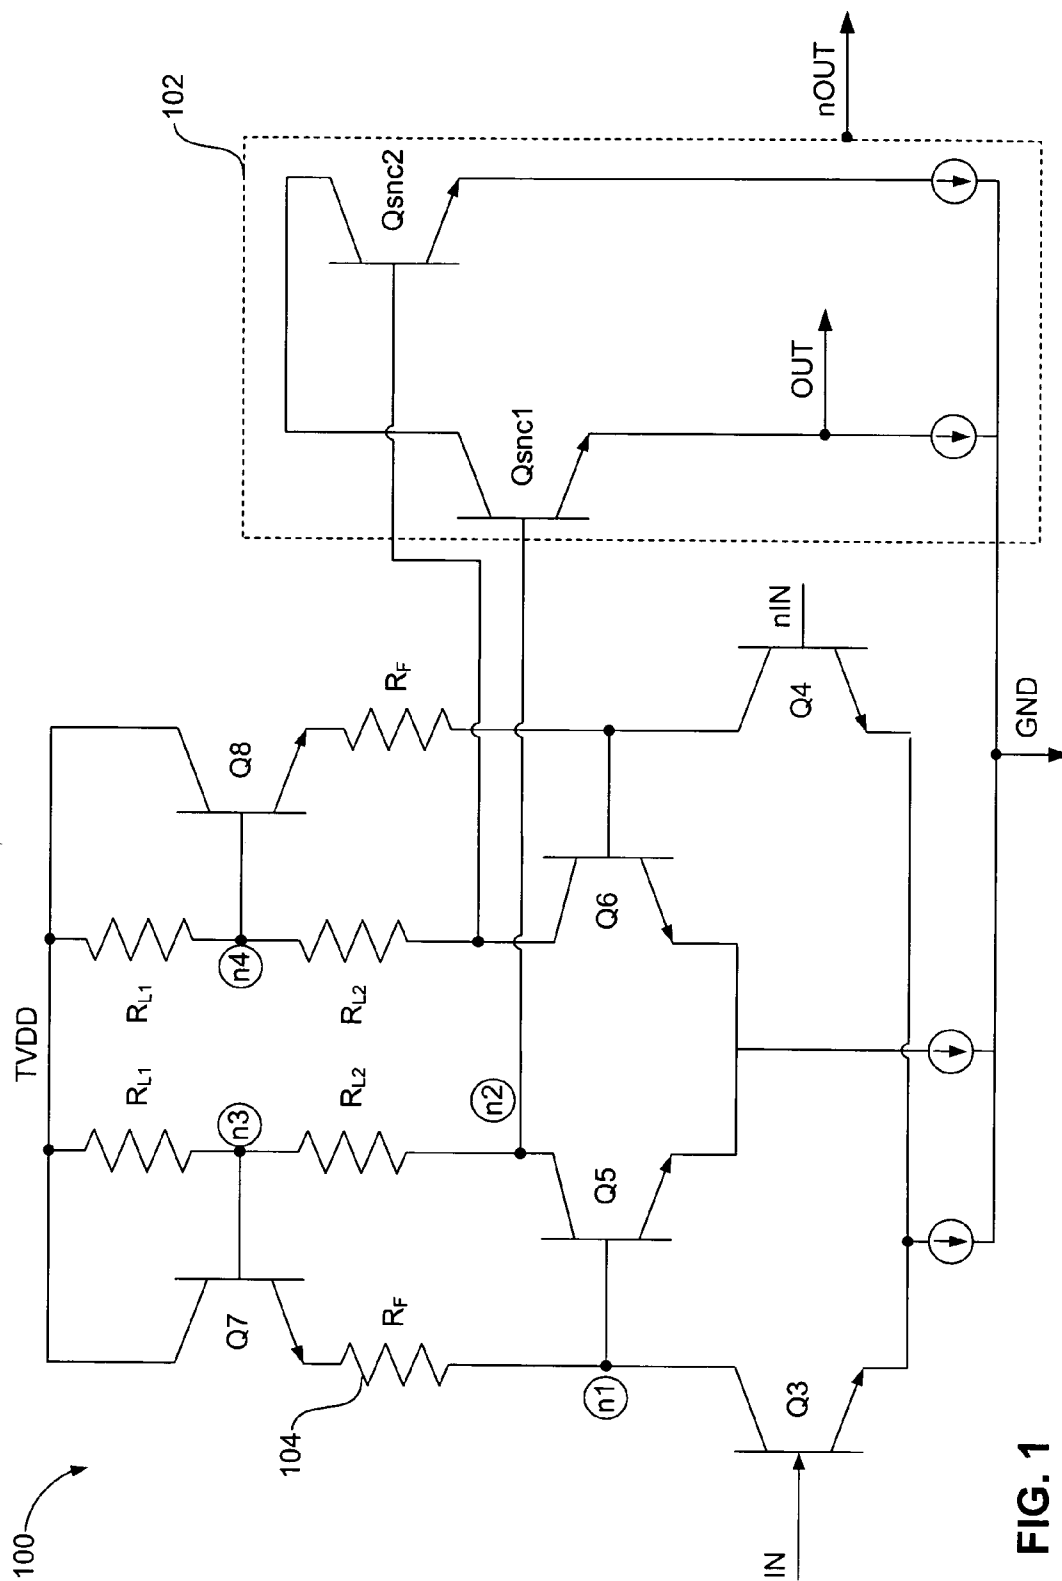 100
TVDD
102
Q7
RL1
RL1
Q8
n3
n4
104
RF
RL2
RL2
RF
Qsnc2
n2
Qsnc1
n1
Q5
Q6
IN
Q3
Q4
nIN
OUT
nOUT
GND
FIG. 1